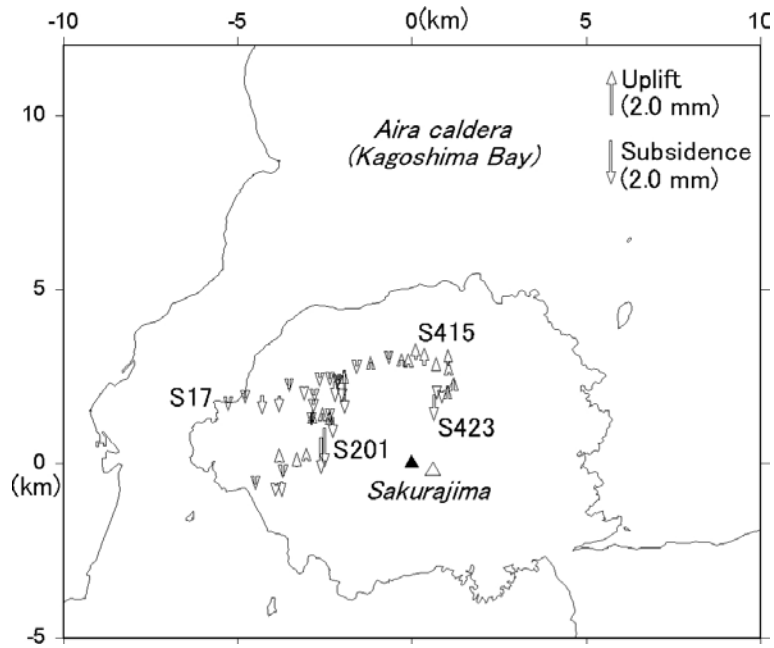 -10 -5 0 (km) 5 10
10
Uplift
(2.0 mm)
Aira caldera
(Kagoshima Bay)
Subsidence
(2.0 mm)
5
S415
S17
S423
S201
0
(km)
Sakurajima
-5